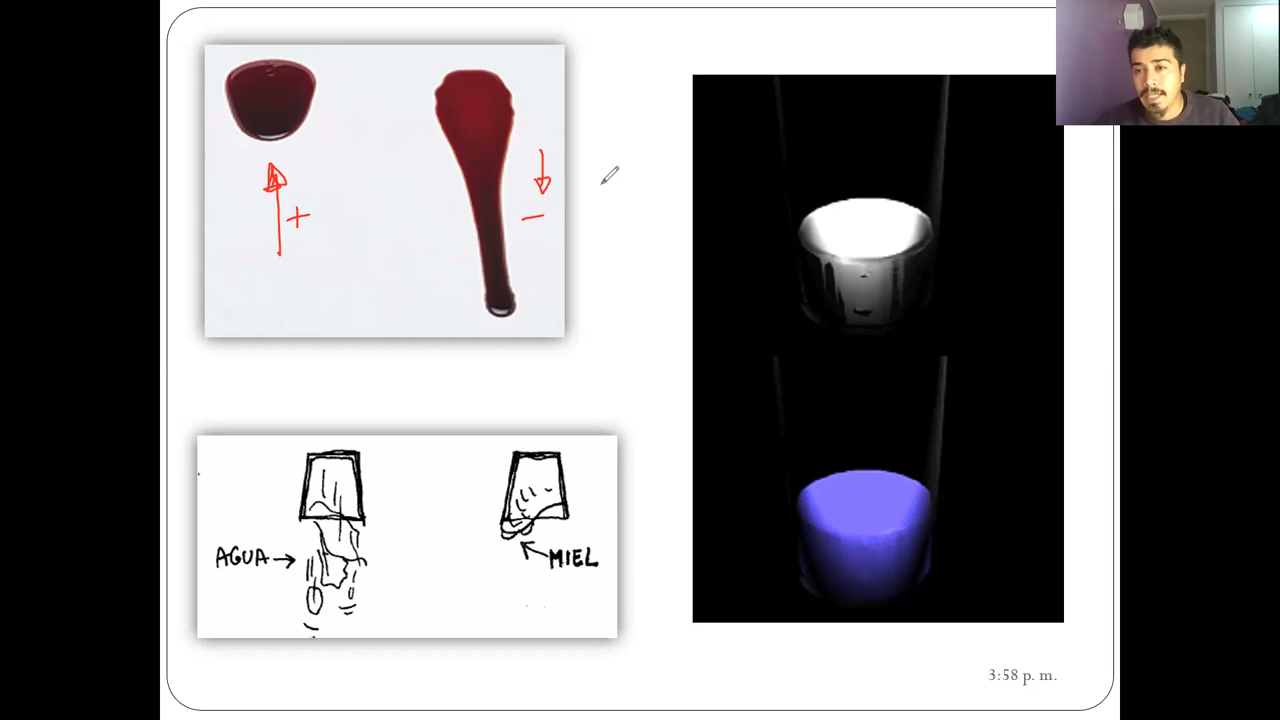 +
-
AGUA →
← MIEL
3:58 p. m.